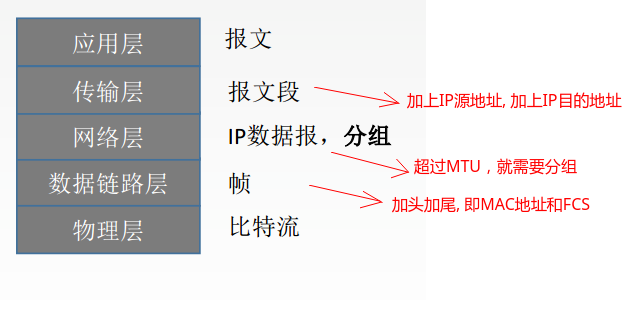 应用层 报文
传输层 报文段 加上IP源地址, 加上IP目的地址
网络层 IP数据报，分组
超过MTU，就需要分组
数据链路层 帧
加头加尾, 即MAC地址和FCS
物理层 比特流